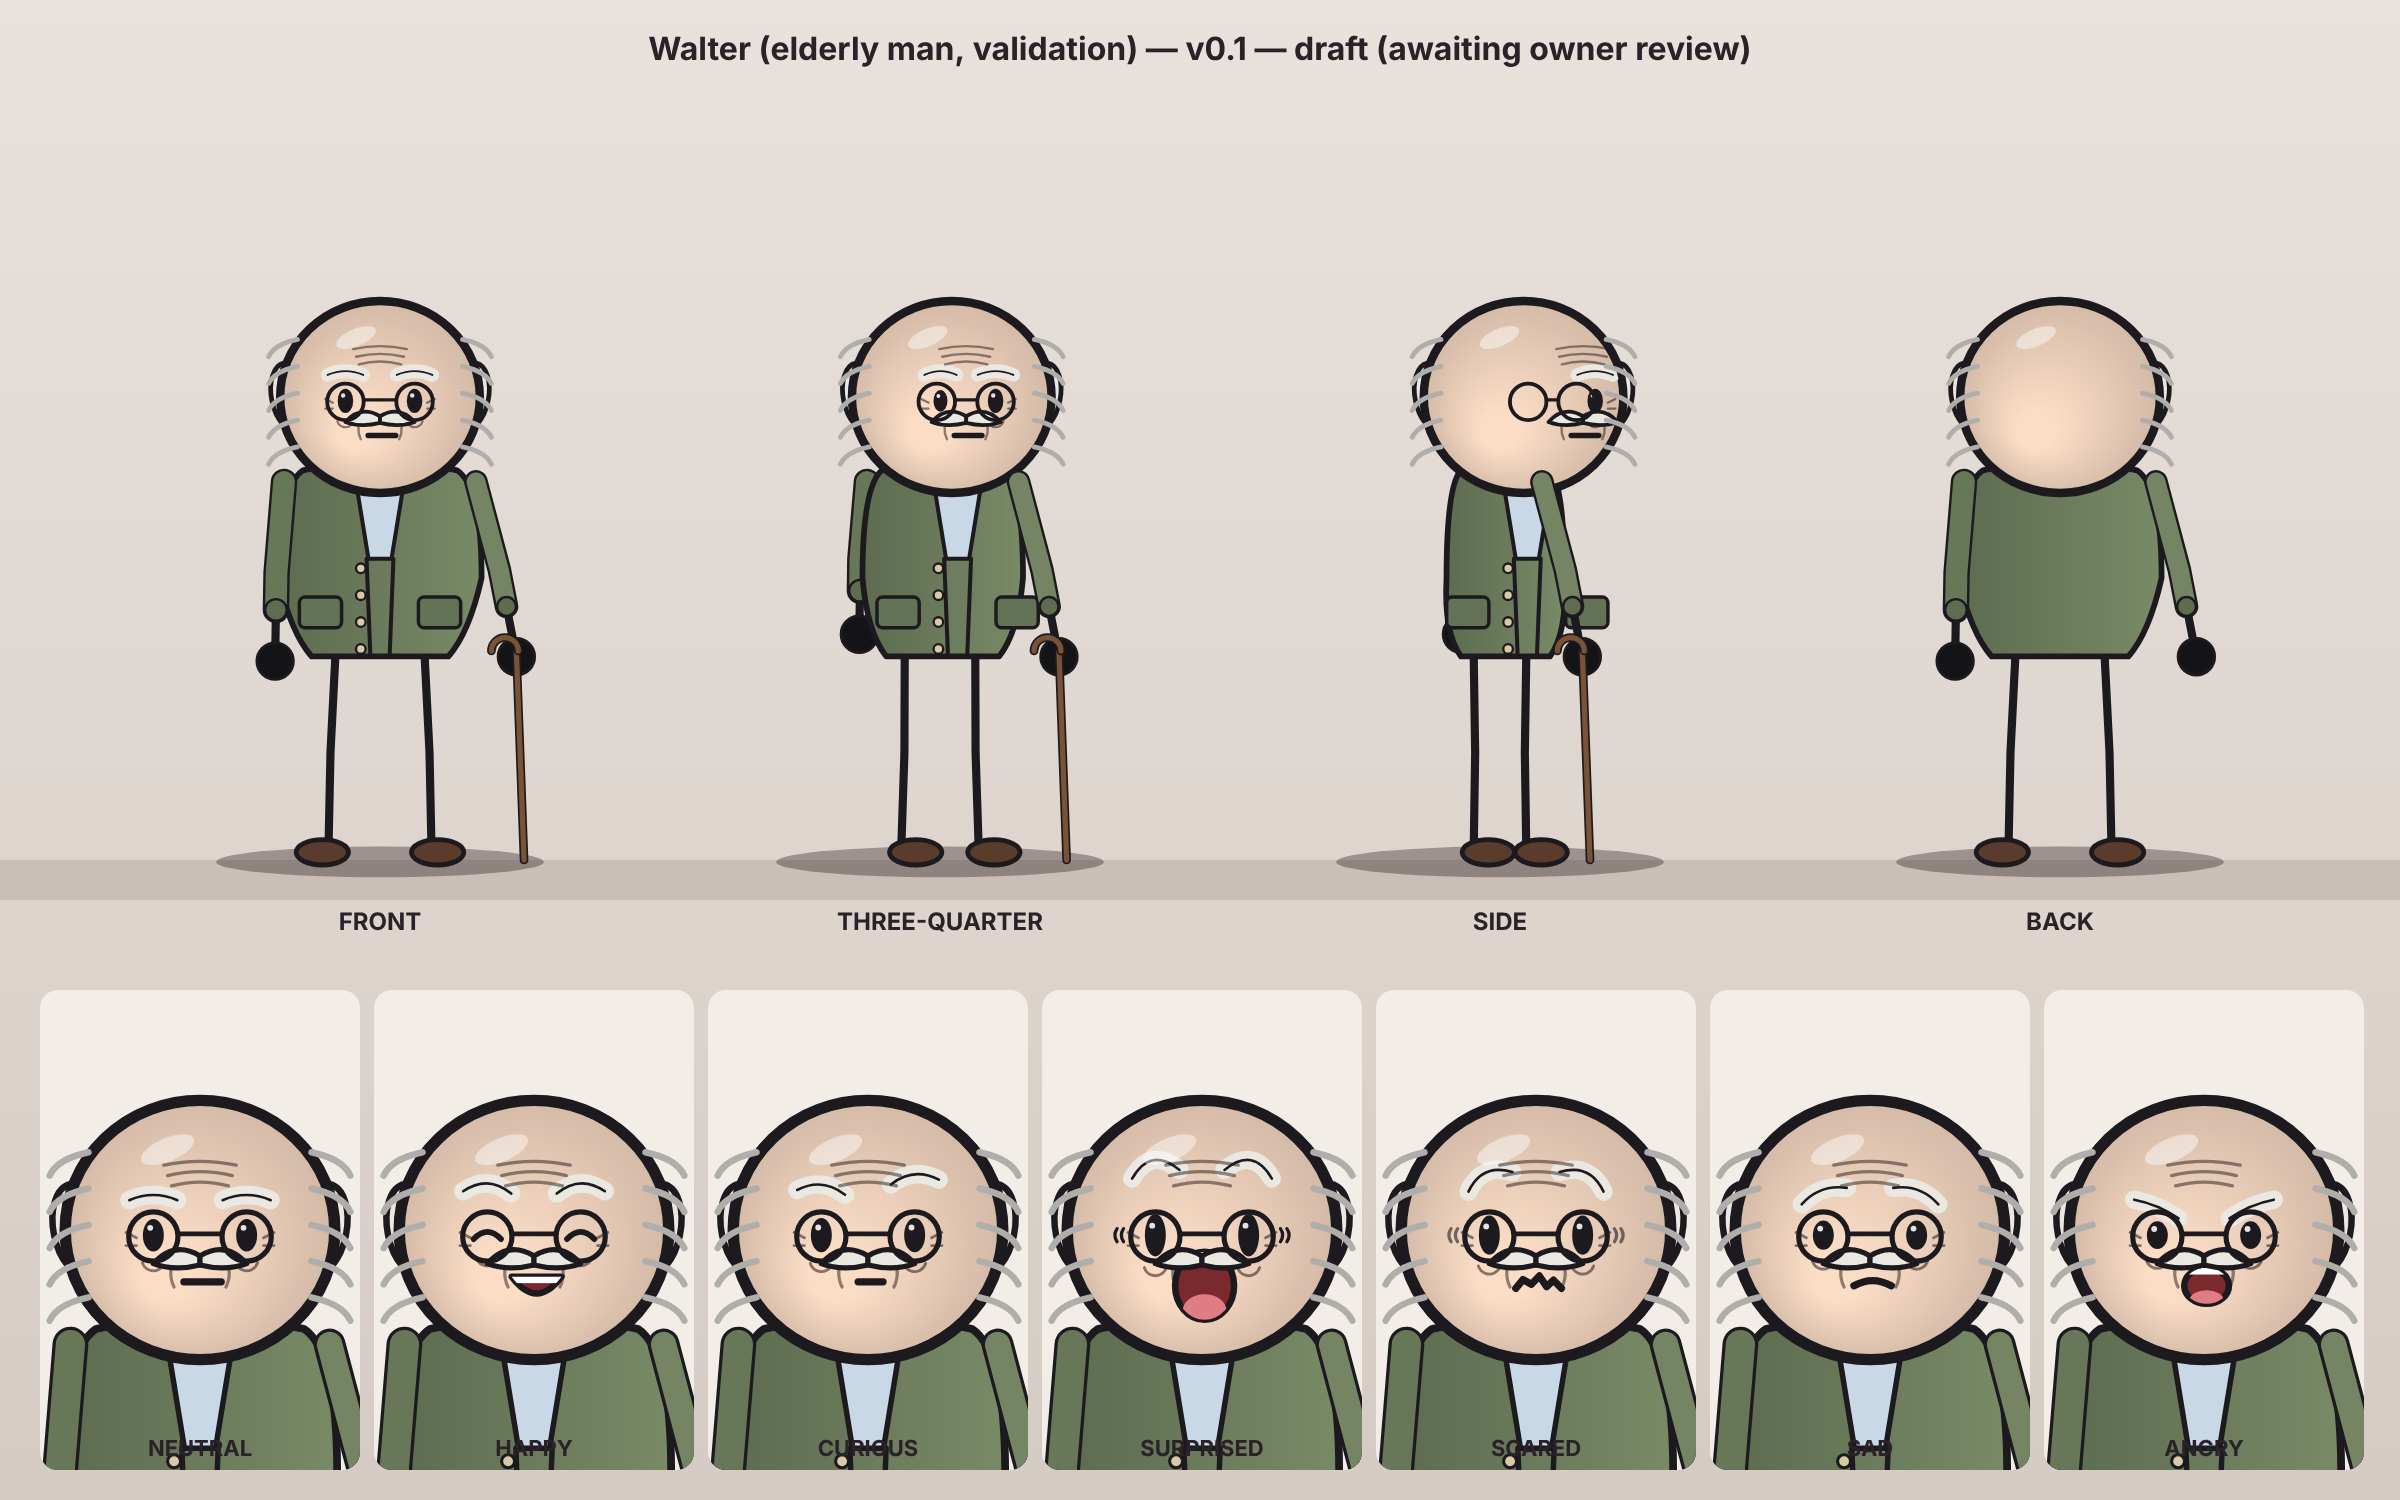 Walter (elderly man, validation) — v0.1 — draft (awaiting owner review)
FRONT
THREE-QUARTER
SIDE
BACK
NEUTRAL
HAPPY
CURIOUS
SURPRISED
SCARED
SAD
ANGRY